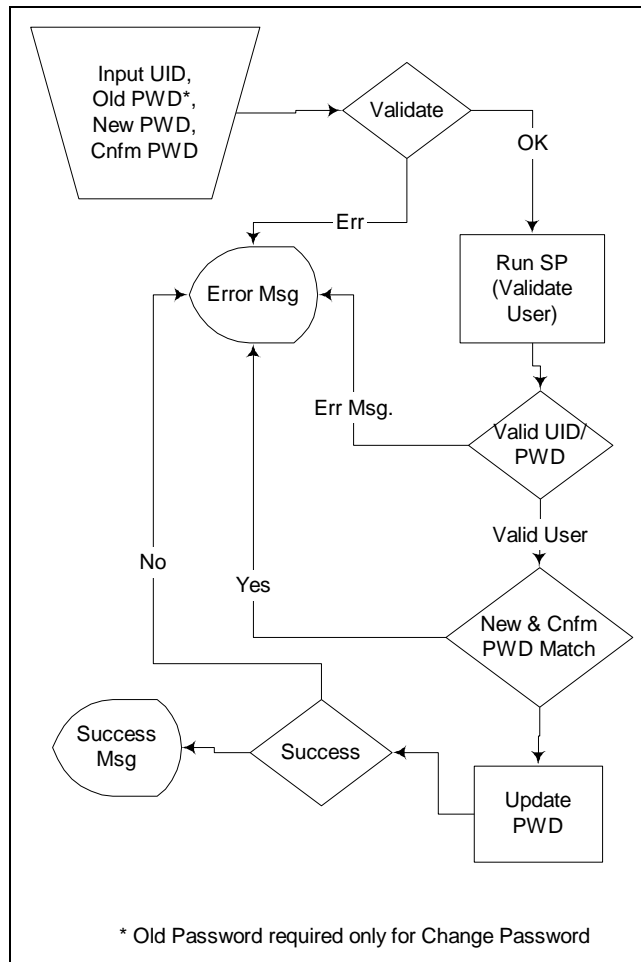 Input UID,
Old PWD*,
New PWD,
Cnfm PWD
Validate
OK
Err
Run SP
(Validate
User)
Error Msg
Err Msg.
Valid UID/
PWD
Valid User
No
Yes
New & Cnfm
PWD Match
Success
Msg
Success
Update
PWD
* Old Password required only for Change Password